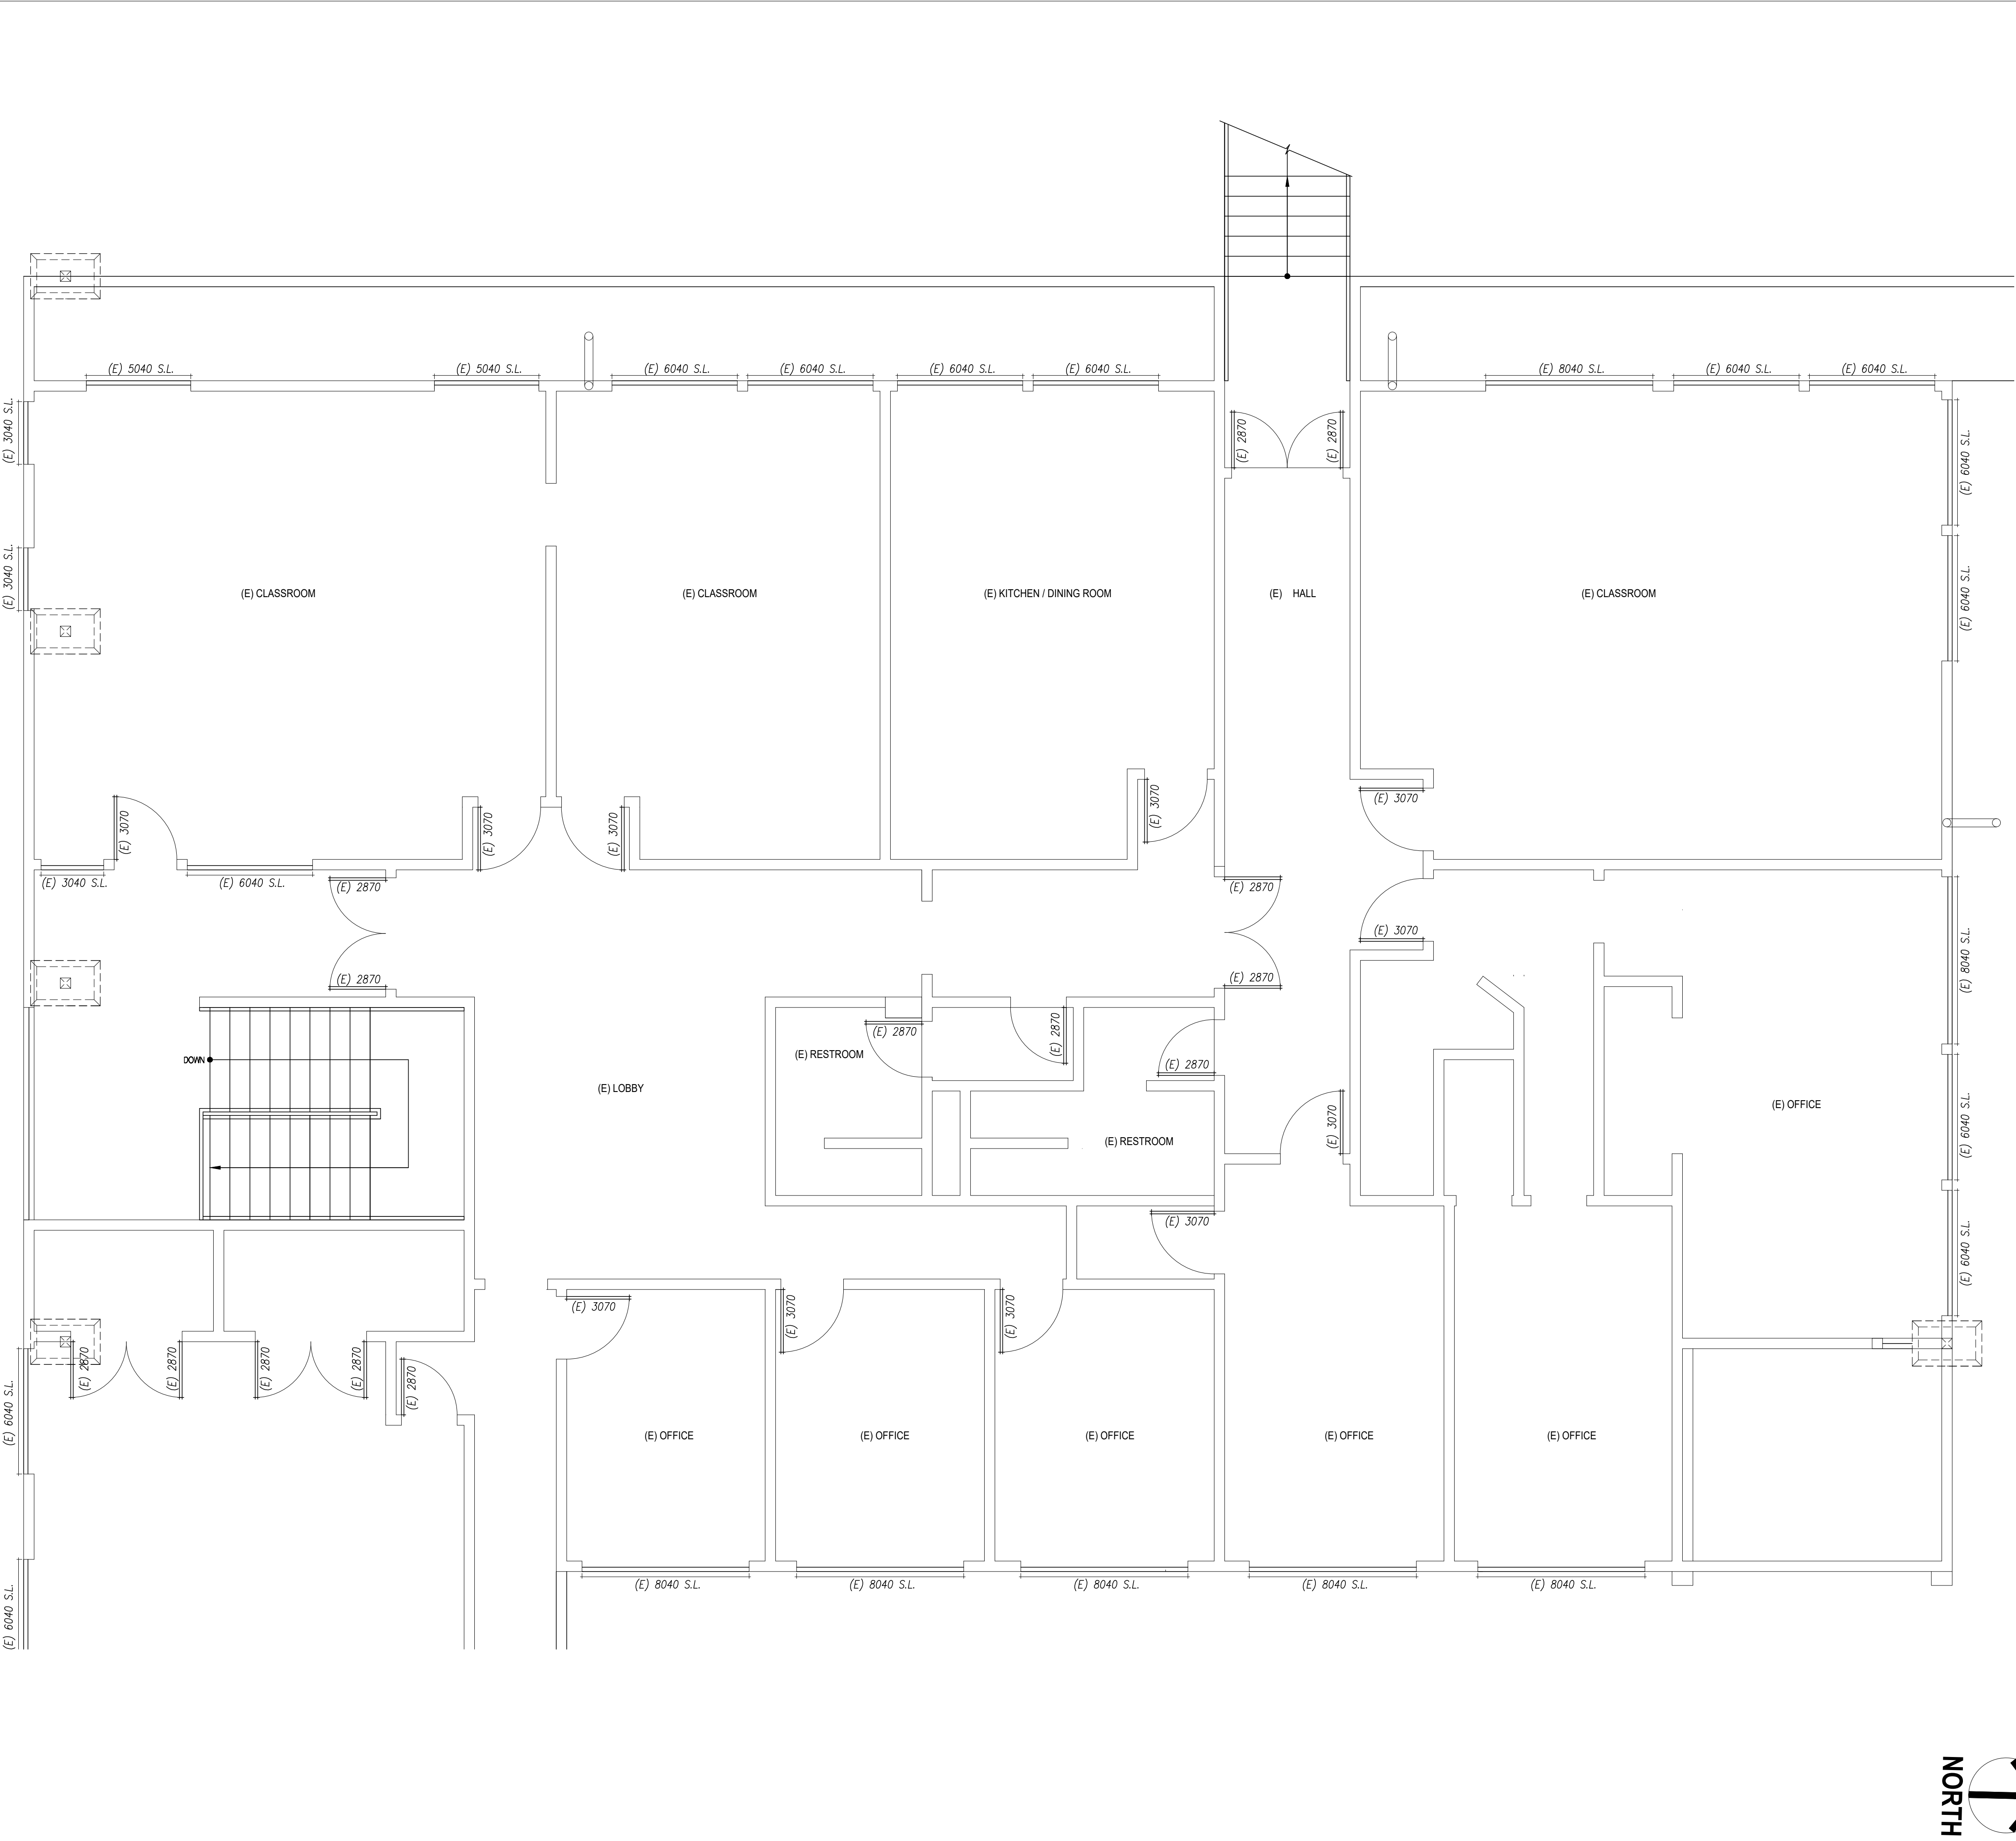 (E) 5040 S.L.
(E) 5040 S.L.
(E) 6040 S.L.
(E) 6040 S.L.
(E) 6040 S.L.
(E) 6040 S.L.
(E) 8040 S.L.
(E) 6040 S.L.
(E) 6040 S.L.
(E) 3040 S.L.
(E) 2870
(E) 2870
(E) 6040 S.L.
(E) 3040 S.L.
(E) CLASSROOM
(E) CLASSROOM
(E) KITCHEN / DINING ROOM
(E) HALL
(E) CLASSROOM
(E) 6040 S.L.
(E) 3070
(E) 3070
(E) 3070
(E) 3070
(E) 3070
(E) 3040 S.L.
(E) 6040 S.L.
(E) 2870
(E) 2870
(E) 3070
(E) 8040 S.L.
(E) 2870
(E) 2870
(E) 2870
(E) 2870
(E) 2870
DOWN
(E) RESTROOM
(E) LOBBY
(E) RESTROOM
(E) 3070
(E) OFFICE
(E) 6040 S.L.
(E) 3070
(E) 6040 S.L.
(E) 3070
(E) 3070
(E) 3070
(E) 2870
(E) 2870
(E) 2870
(E) 2870
(E) 2870
(E) 6040 S.L.
(E) OFFICE
(E) OFFICE
(E) OFFICE
(E) OFFICE
(E) OFFICE
(E) 8040 S.L.
(E) 8040 S.L.
(E) 8040 S.L.
(E) 8040 S.L.
(E) 8040 S.L.
(E) 6040 S.L.
NORTH